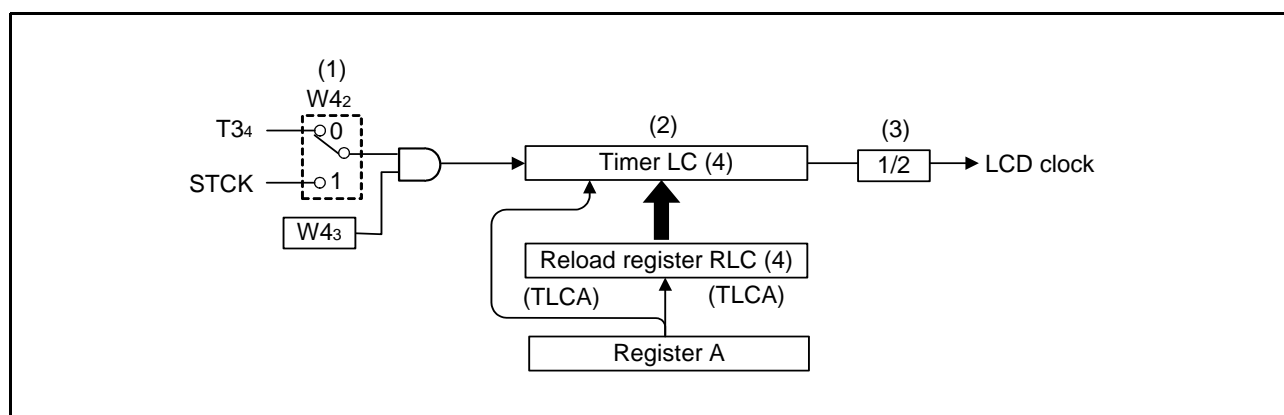 (1)
W42
T34
0
(2)
Timer LC (4)
(3)
1/2
LCD clock
STCK
1
W43
Reload register RLC (4)
(TLCA)
(TLCA)
Register A